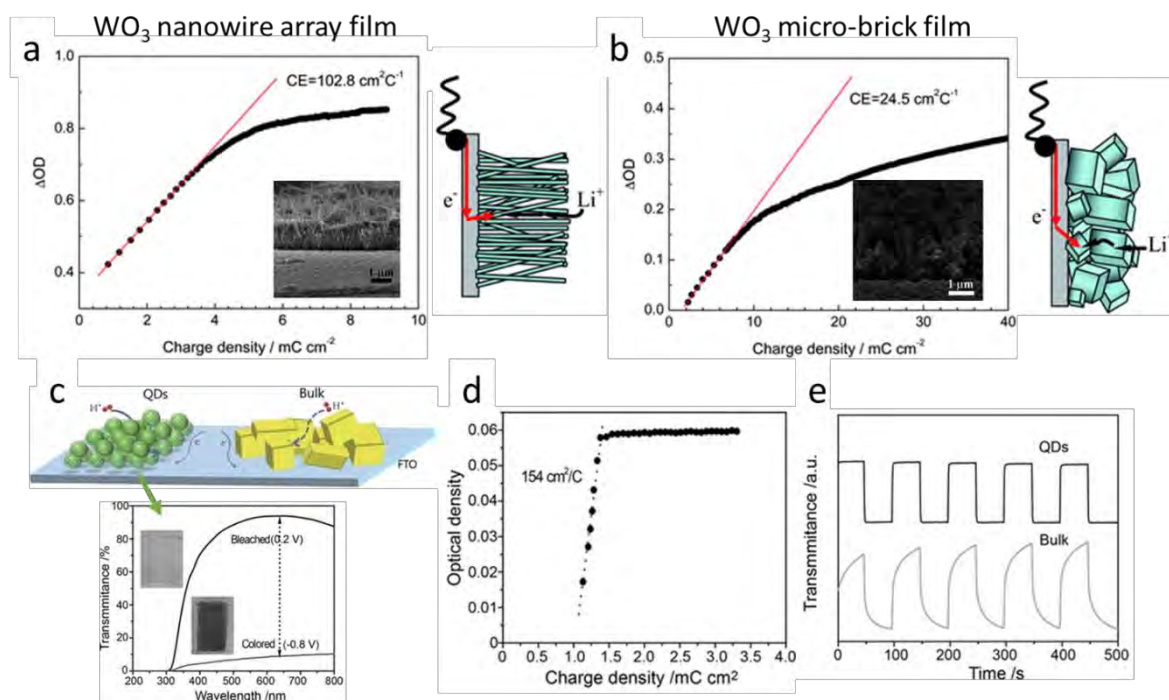 WO₃ nanowire array film
WO₃ micro-brick film
a
1.0
0.8
0.6
0.4
ΔOD
CE=102.8 cm²C⁻¹
1 μm
0
2
4
6
8
10
Charge density / mC cm⁻²
e⁻
Li⁺
b
0.5
0.4
0.3
0.2
0.1
0.0
ΔOD
CE=24.5 cm²C⁻¹
1 μm
0
10
20
30
40
Charge density / mC cm⁻²
e⁻
c
QDs
Bulk
H⁺
H⁺
e
e
FTO
100
80
60
40
20
0
Transmmitance /%
Bleached(0.2 V)
Colored (-0.8 V)
200
300
400
500
600
700
800
Wavelength /nm
d
0.06
0.05
0.04
0.03
0.02
0.01
0
Optical density
154 cm²/C
0
0.5
1.0
1.5
2.0
2.5
3.0
3.5
4.0
Charge density /mC cm²
e
QDs
Bulk
Transmmitance /a.u.
0
100
200
300
400
500
Time /s